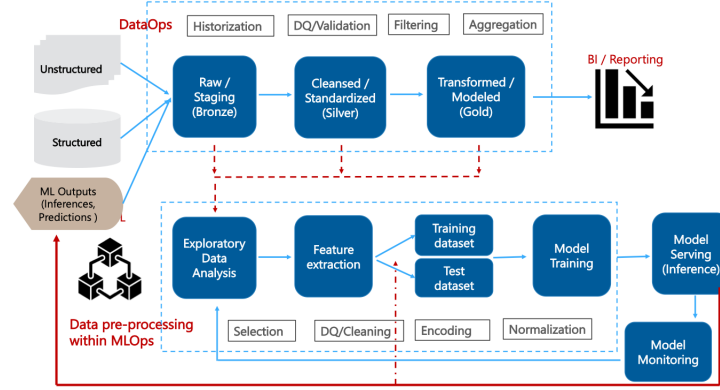 DataOps
Historization
DQ/Validation
Filtering
Aggregation
BI / Reporting
Unstructured
Raw /
Staging
(Bronze)
Cleansed /
Standardized
(Silver)
Transformed /
Modeled
(Gold)
Structured
ML Outputs
(Inferences,
Predictions )
L
Exploratory
Data
Analysis
Feature
extraction
Training
dataset
Test
dataset
Model
Training
Model
Serving
(Inference)
Data pre-processing
within MLOps
Selection
DQ/Cleaning
Encoding
Normalization
Model
Monitoring